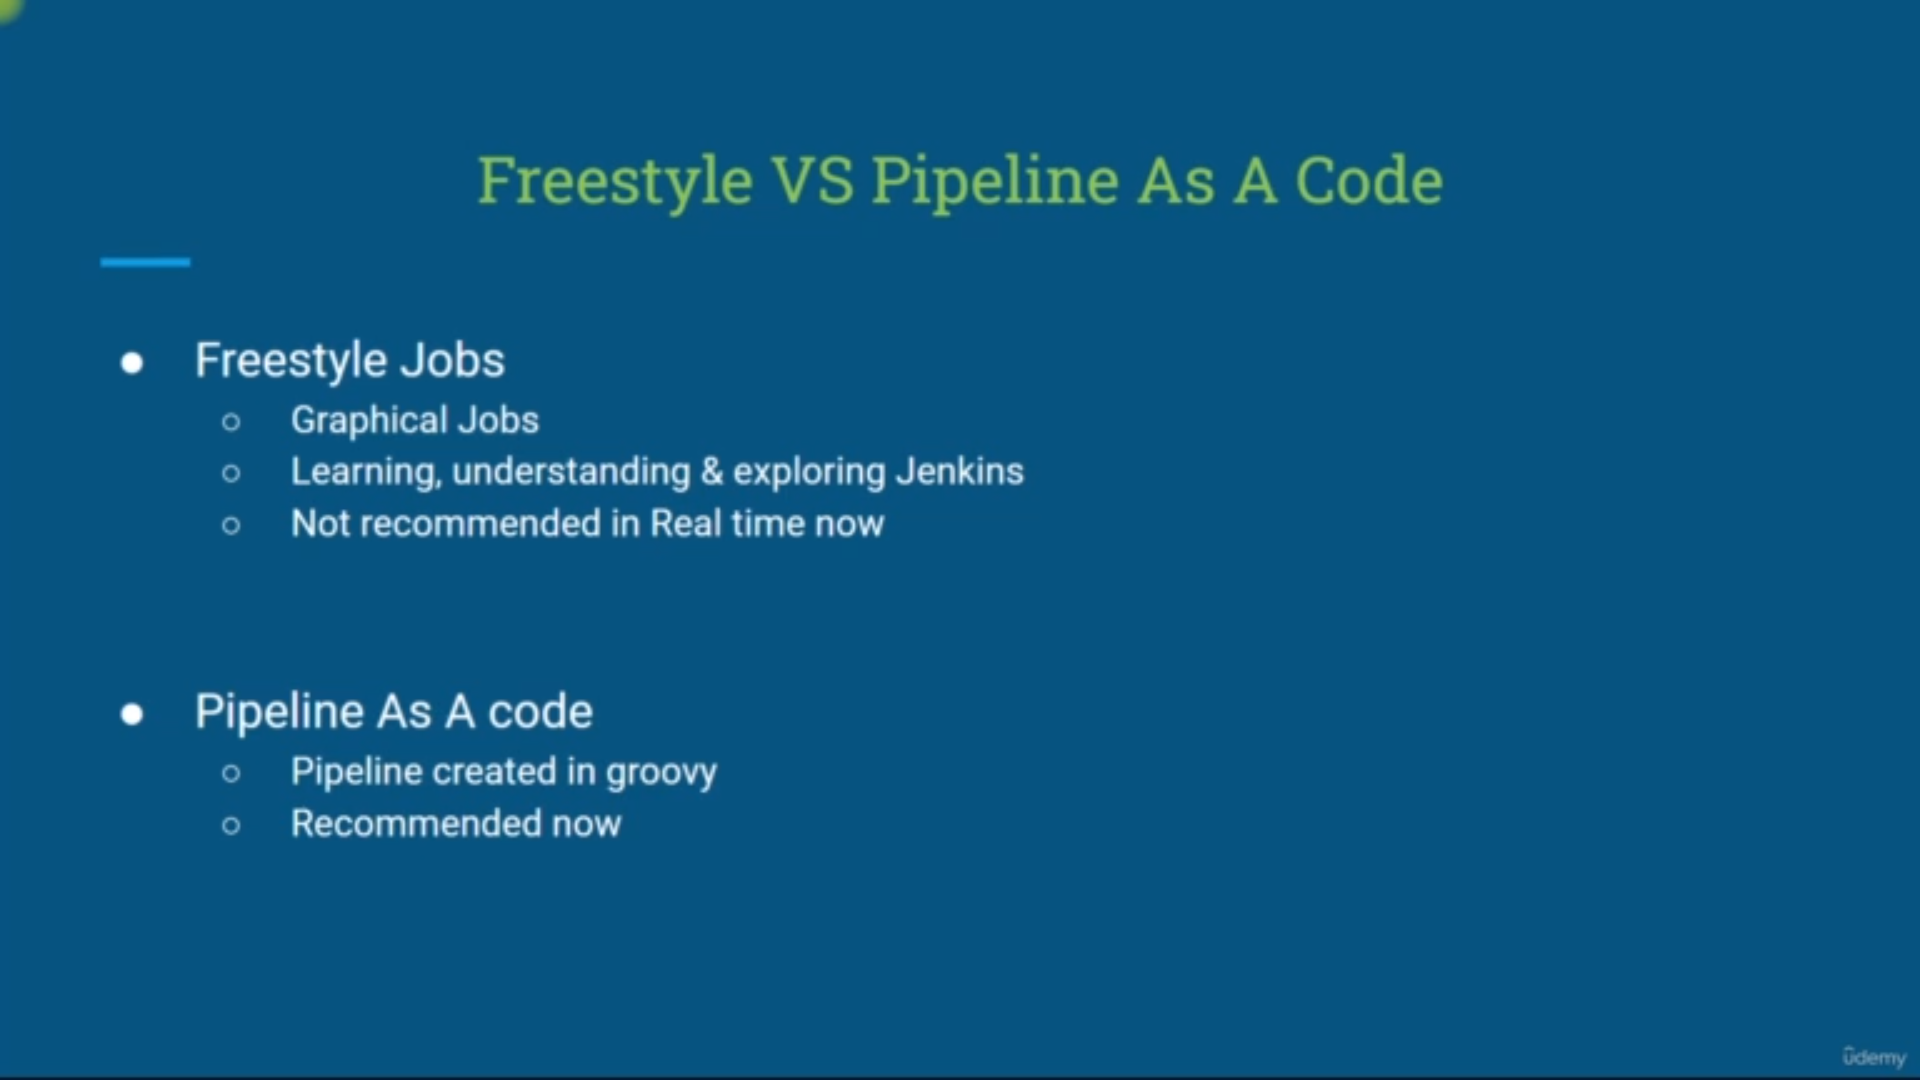 Freestyle VS Pipeline As A Code
● Freestyle Jobs
○ Graphical Jobs
○ Learning, understanding & exploring Jenkins
○ Not recommended in Real time now
● Pipeline As A code
○ Pipeline created in groovy
○ Recommended now
ûdemy